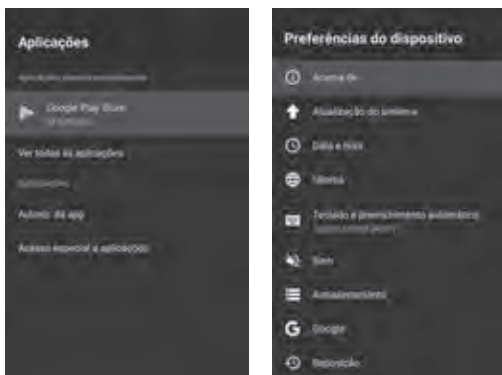 Aplicações
Google Play Store
Ver todas as aplicações
Autoriz. da app
Acesso especial a aplicações
Preferências do dispositivo
Acerca de
Atualização do sistema
Data e hora
Idioma
Teclado e preenchimento automático
Som
Armazenamento
Google
Reposição